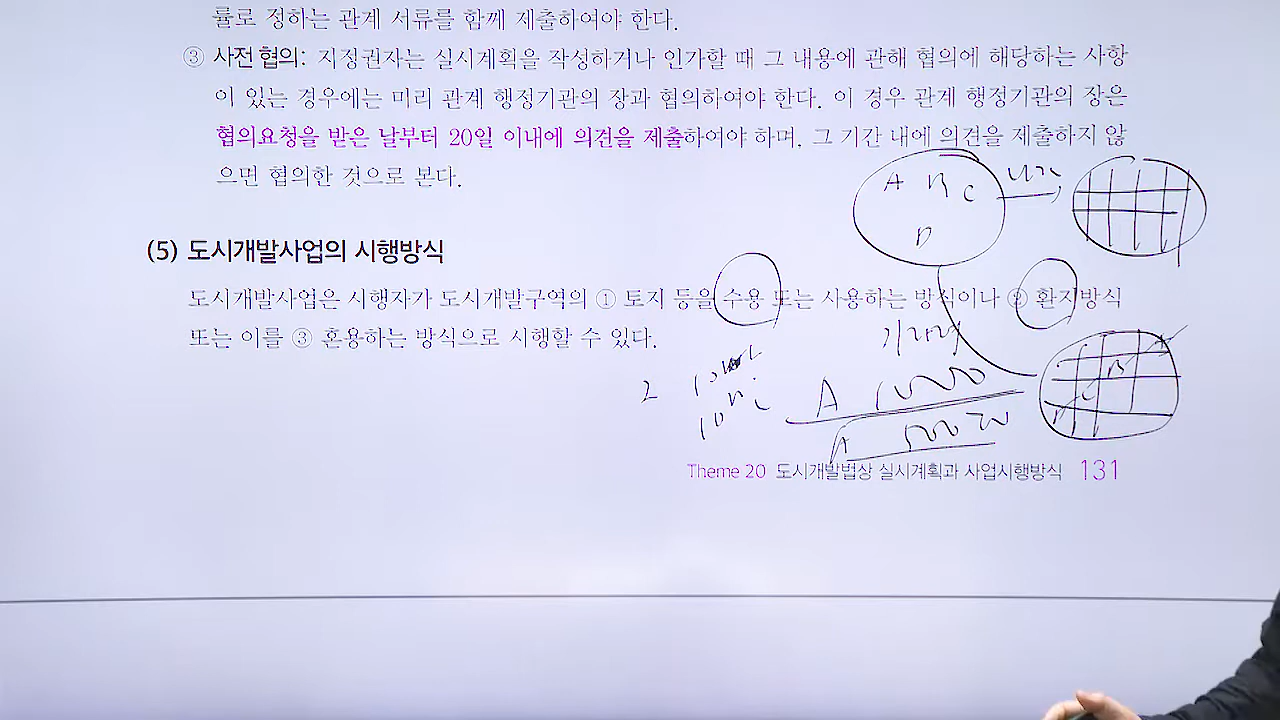 률로 정하는 관계 서류를 함께 제출하여야 한다.
③ 사전 협의: 지정권자는 실시계획을 작성하거나 인가할 때 그 내용에 관해 협의에 해당하는 사항
이 있는 경우에는 미리 관계 행정기관의 장과 협의하여야 한다. 이 경우 관계 행정기관의 장은
협의요청을 받은 날부터 20일 이내에 의견을 제출하여야 하며, 그 기간 내에 의견을 제출하지 않
으면 협의한 것으로 본다.
A B C
D
(5) 도시개발사업의 시행방식
도시개발사업은 시행자가 도시개발구역의 ① 토지 등을 수용 또는 사용하는 방식이나 ② 환지방식
또는 이를 ③ 혼용하는 방식으로 시행할 수 있다.
2
A
A
Theme 20 도시개발법상 실시계획과 사업시행방식 131